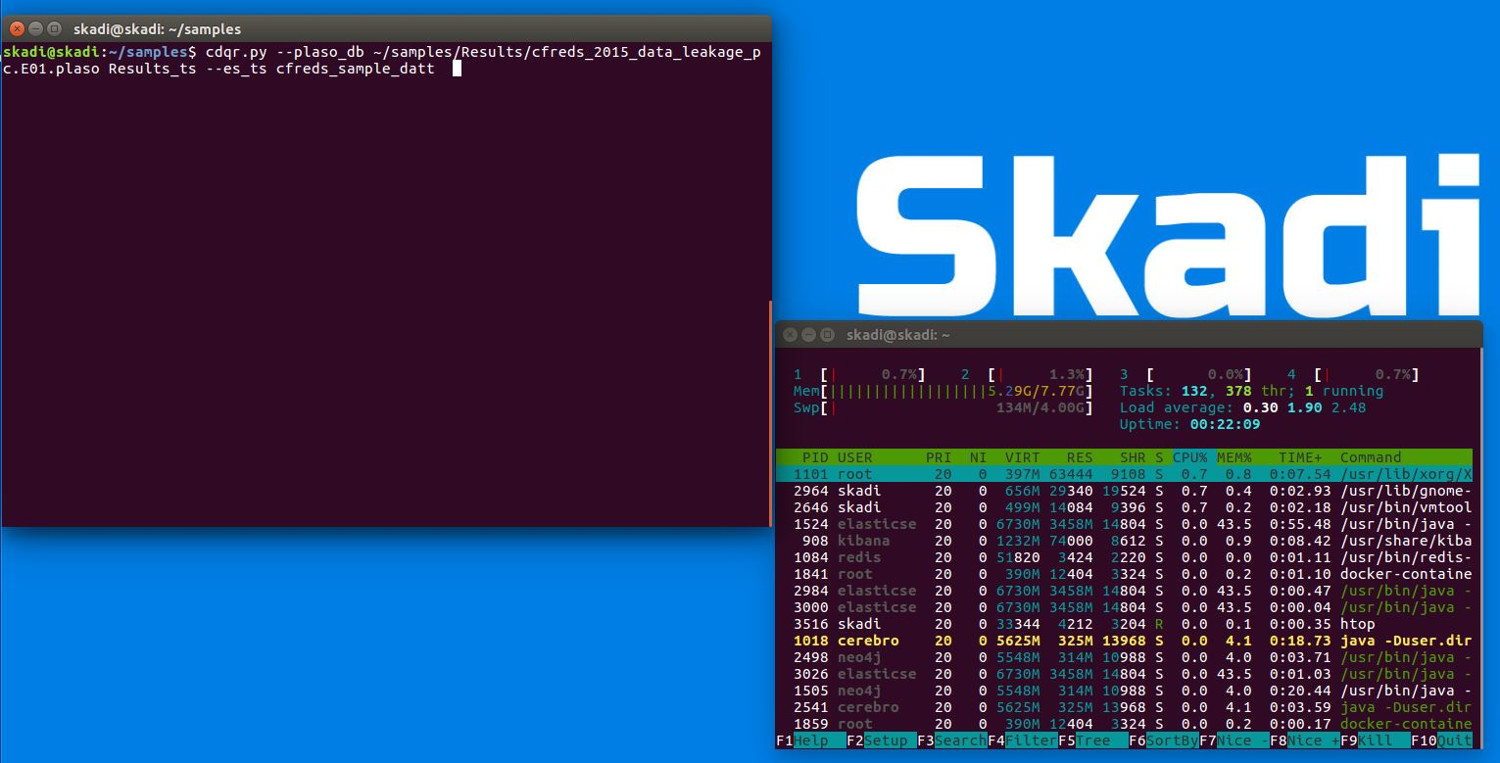 skadi@skadi: ~/samples
skadi@skadi:~/samples$ cdqr.py --plaso_db ~/samples/Results/cfreds_2015_data_leakage_p
c.E01.plaso Results_ts --es_ts cfreds_sample_datt
Skadi
skadi@skadi: ~
1 [| 0.7%] 2 [| 1.3%] 3 [ 0.0%] 4 [| 0.7%]
Mem[||||||||||||||||||5.29G/7.77G] Tasks: 132, 378 thr; 1 running
Swp[| 134M/4.00G] Load average: 0.30 1.90 2.48
Uptime: 00:22:09
PID USER PRI NI VIRT RES SHR S CPU% MEM% TIME+ Command
1101 root 20 0 397M 63444 9108 S 0.7 0.8 0:07.54 /usr/lib/xorg/X
2964 skadi 20 0 656M 29340 19524 S 0.7 0.4 0:02.93 /usr/lib/gnome-
2646 skadi 20 0 499M 14084 9396 S 0.7 0.2 0:02.18 /usr/bin/vmtool
1524 elasticse 20 0 6730M 3458M 14804 S 0.0 43.5 0:55.48 /usr/bin/java -
908 kibana 20 0 1232M 74000 8612 S 0.0 0.9 0:08.42 /usr/share/kiba
1084 redis 20 0 51820 3424 2220 S 0.0 0.0 0:01.11 /usr/bin/redis-
1841 root 20 0 390M 12404 3324 S 0.0 0.2 0:01.10 docker-containe
2984 elasticse 20 0 6730M 3458M 14804 S 0.0 43.5 0:00.47 /usr/bin/java -
3000 elasticse 20 0 6730M 3458M 14804 S 0.0 43.5 0:00.04 /usr/bin/java -
3516 skadi 20 0 33344 4212 3204 R 0.0 0.1 0:00.35 htop
1018 cerebro 20 0 5625M 325M 13968 S 0.0 4.1 0:18.73 java -Duser.dir
2498 neo4j 20 0 5548M 314M 10988 S 0.0 4.0 0:03.71 /usr/bin/java -
3026 elasticse 20 0 6730M 3458M 14804 S 0.0 43.5 0:01.03 /usr/bin/java -
1505 neo4j 20 0 5548M 314M 10988 S 0.0 4.0 0:20.44 /usr/bin/java -
2541 cerebro 20 0 5625M 325M 13968 S 0.0 4.1 0:03.59 java -Duser.dir
1859 root 20 0 390M 12404 3324 S 0.0 0.2 0:00.17 docker-containe
F1Help F2Setup F3SearchF4FilterF5Tree F6SortByF7Nice -F8Nice +F9Kill F10Quit